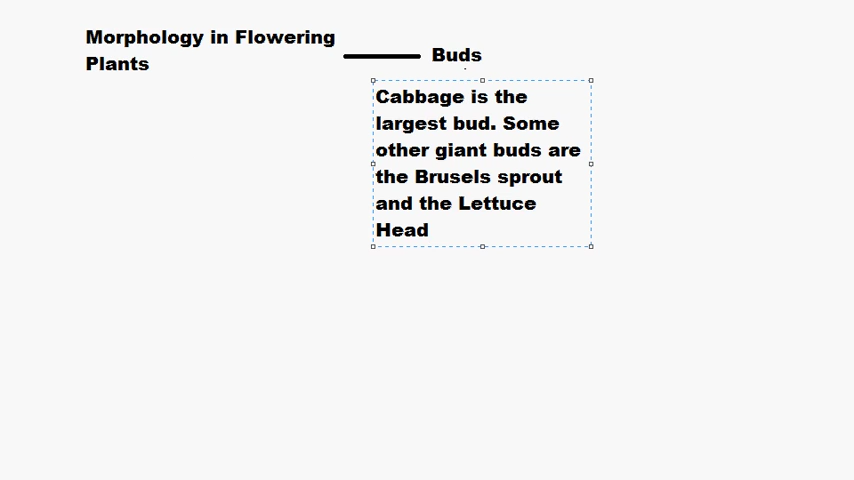 Morphology in Flowering
Plants
Buds
Cabbage is the
largest bud. Some
other giant buds are
the Brusels sprout
and the Lettuce
Head